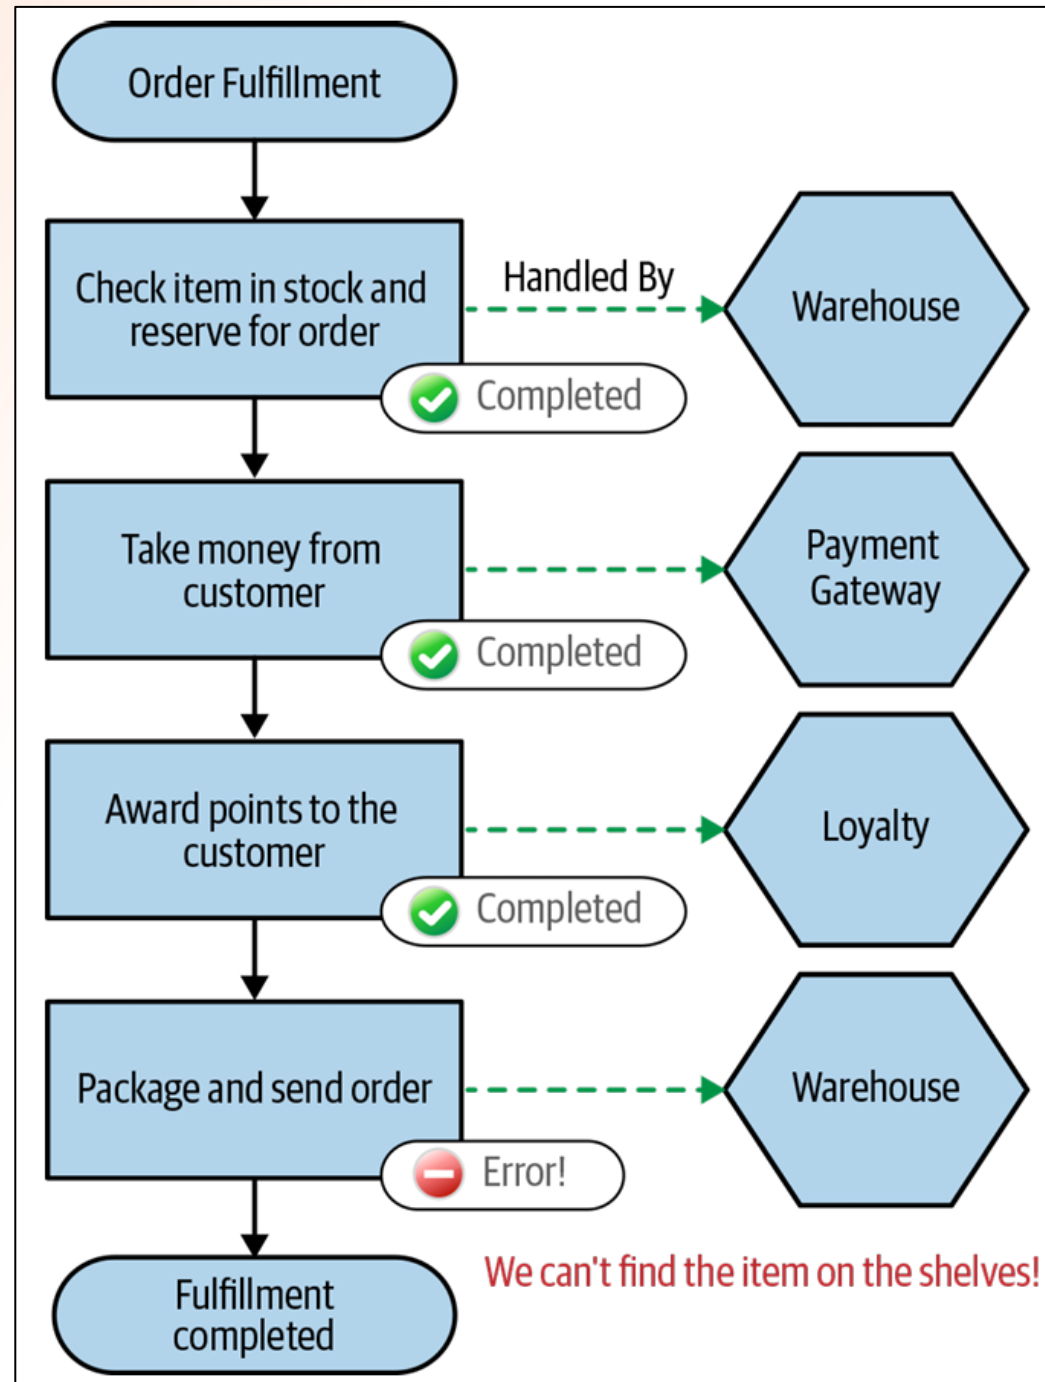 Order Fulfillment
Check item in stock and
reserve for order
Handled By
Warehouse
Completed
Take money from
customer
Payment
Gateway
Completed
Award points to the
customer
Loyalty
Completed
Package and send order
Warehouse
Error!
We can't find the item on the shelves!
Fulfillment
completed